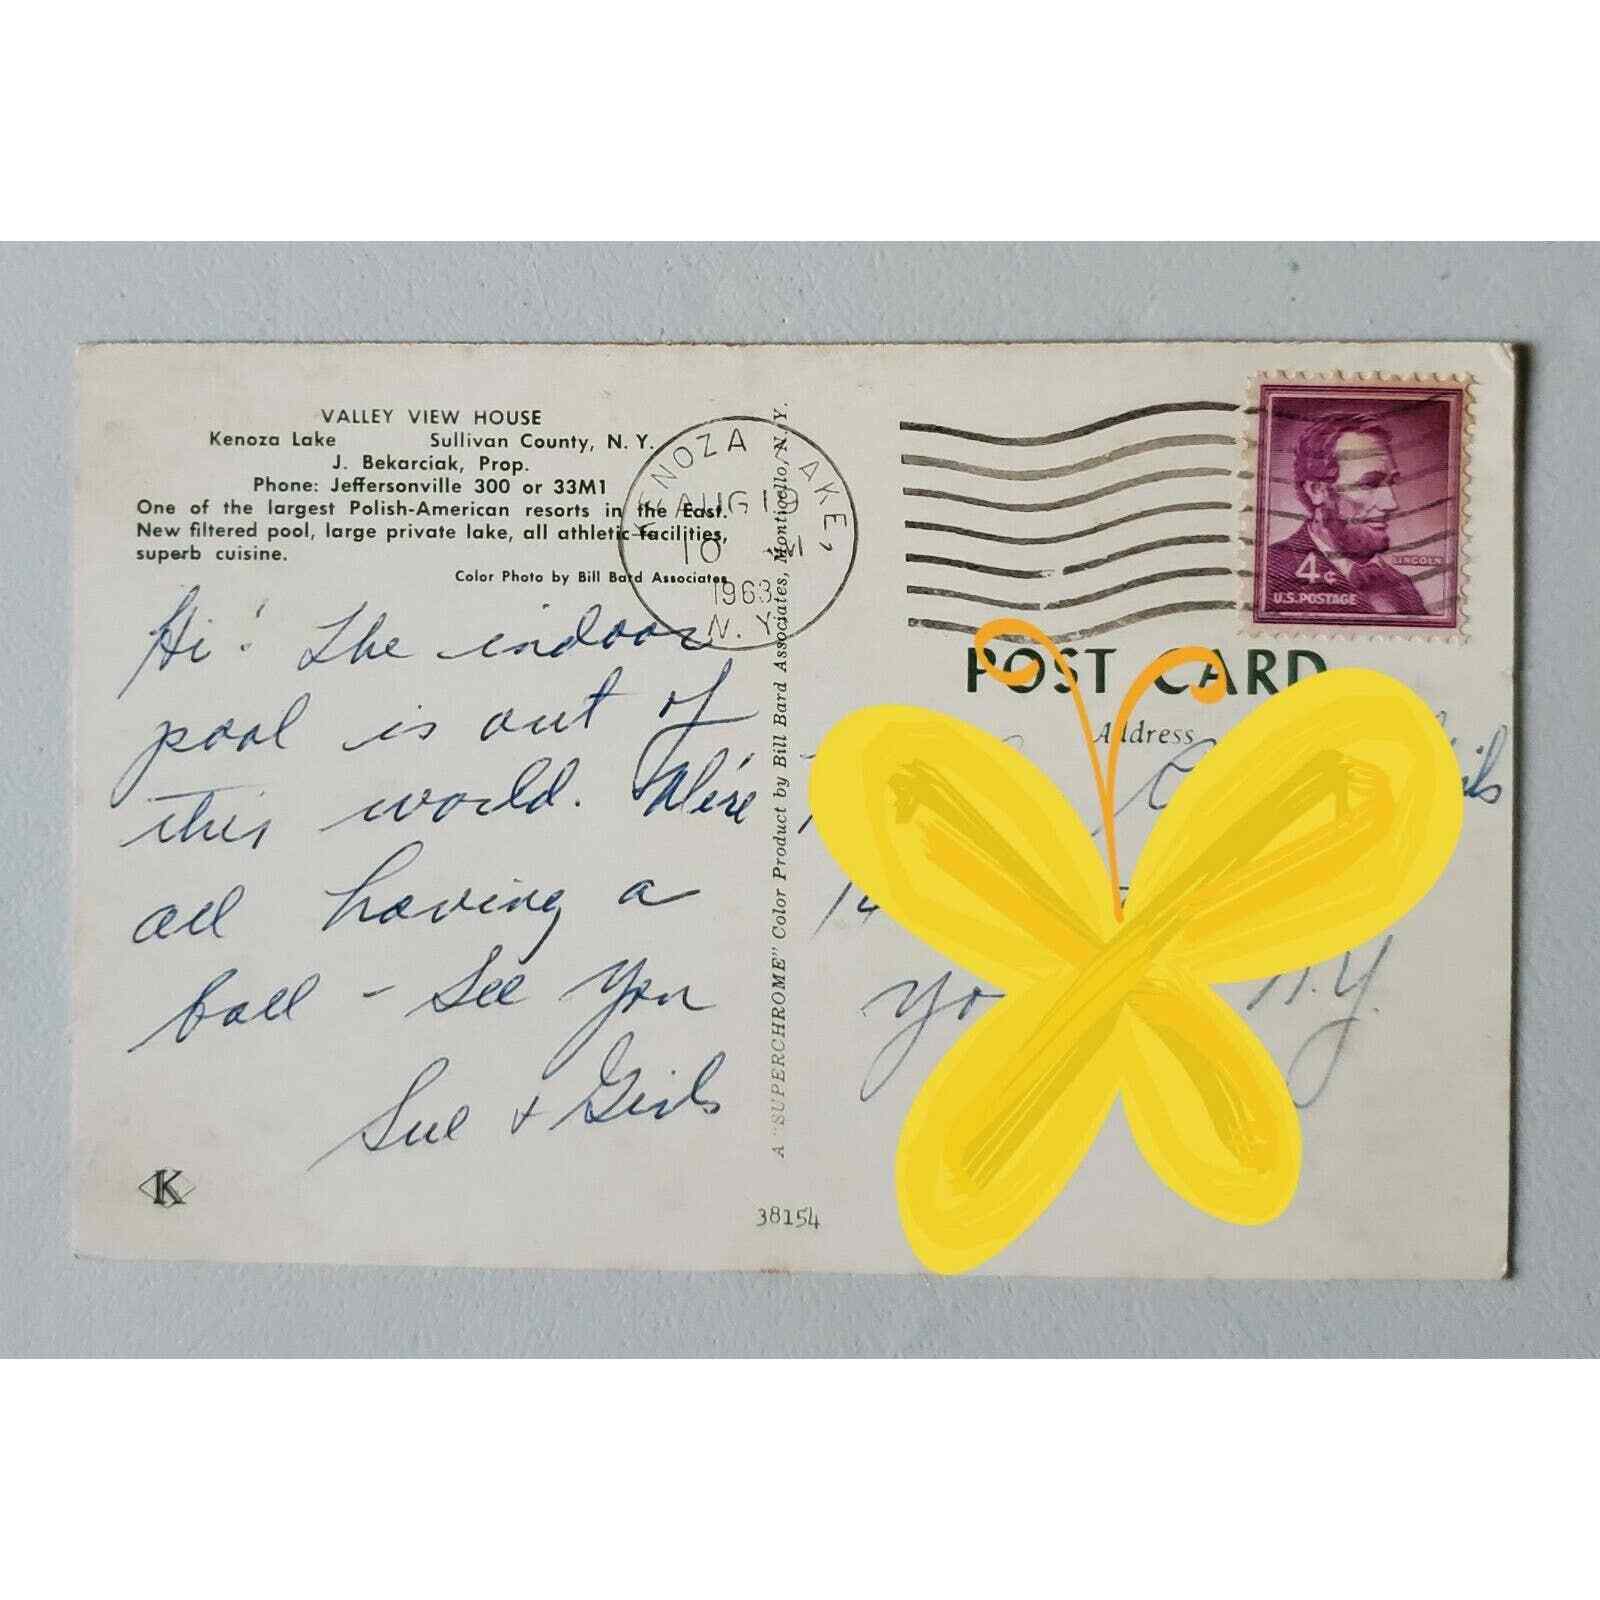 VALLEY VIEW HOUSE
Kenoza Lake Sullivan County, N. Y.
J. Bekarciak, Prop.
Phone: Jeffersonville 300 or 33M1
One of the largest Polish-American resorts in the East.
New filtered pool, large private lake, all athletic facilities,
superb cuisine.
Color Photo by Bill Bard Associates
Hi! The indoor
pool is out of
this world. We're
all having a
ball - See you
Sue + Girls
K
38154
A "SUPERCHROME" Color Product by Bill Bard Associates, Monticello, N. Y.
KENOZA LAKE,
AUG 19
10
1963
N. Y.
4¢
LINCOLN
U.S. POSTAGE
POST CARD
Address
N.Y.